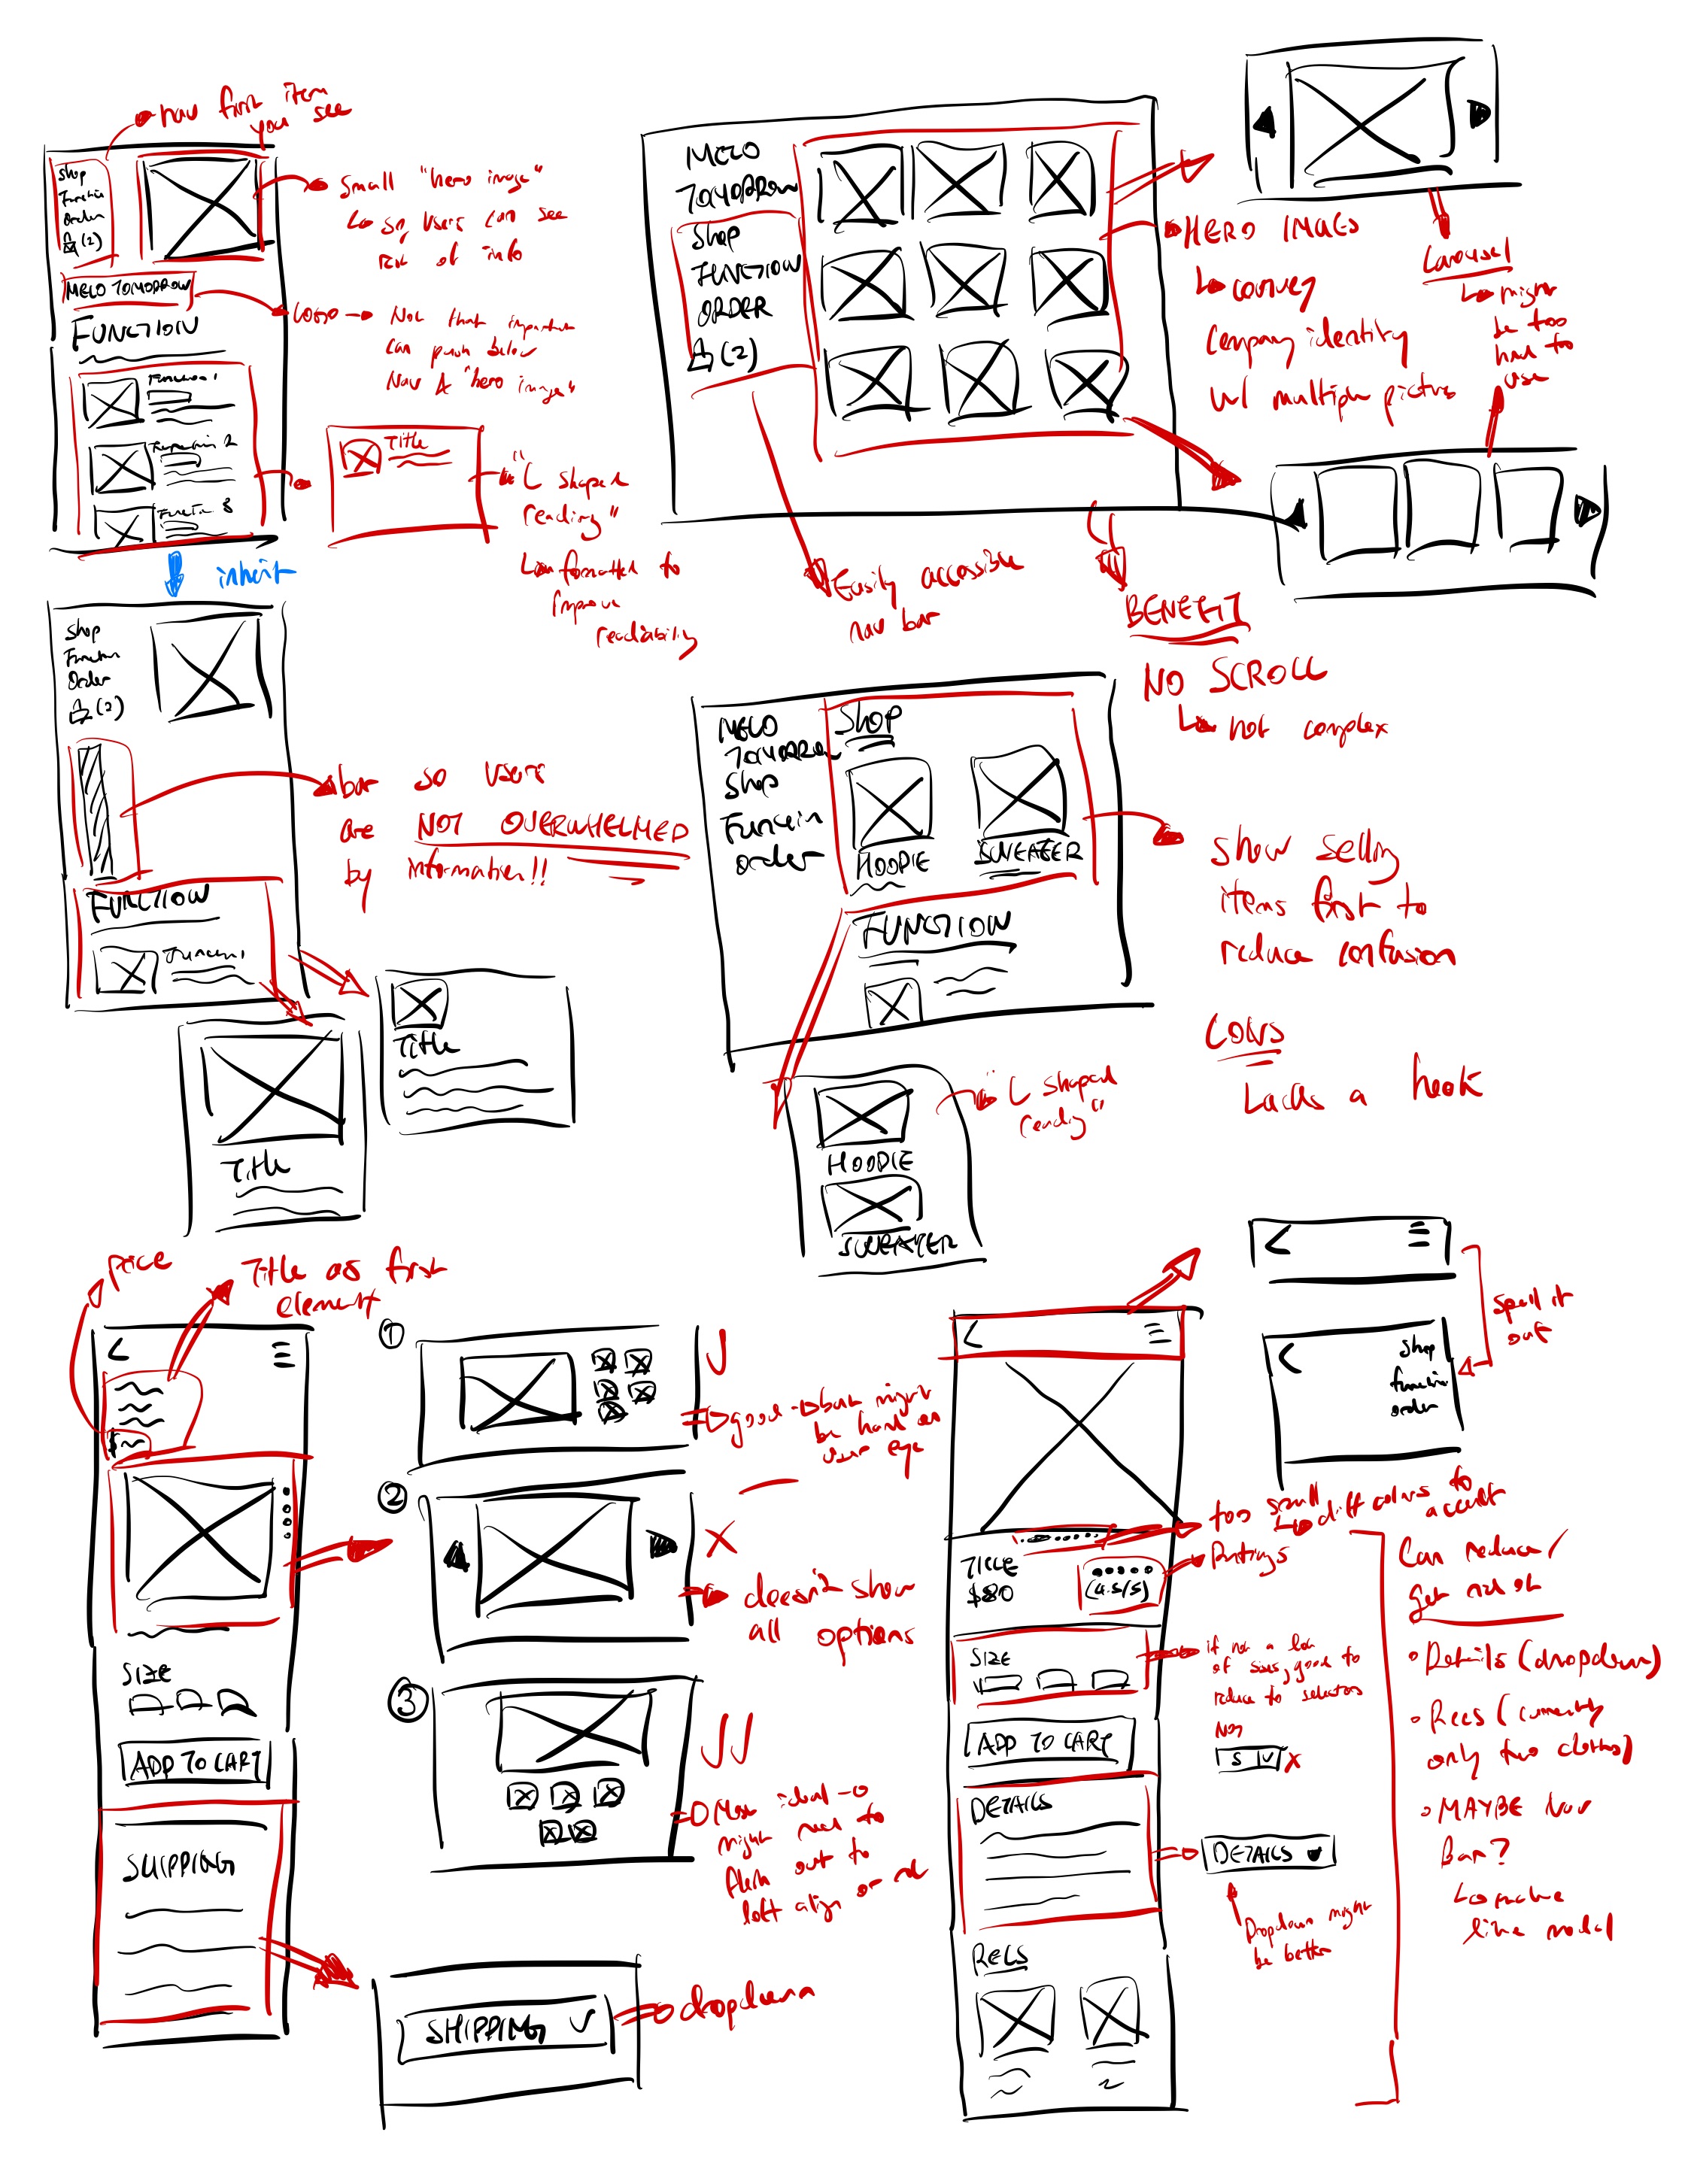 nav first item
you see
Shop
Function
Order
(2)
small "hero image"
so users can see
rest of info
MELO TOMORROW
LOGO → Not that important
can push below
Nav & "hero image"
FUNCTION
Function 1
Function 2
Function 3
Title
"L shaped
reading"
formatted to
improve
readability
inherit
Shop
Function
Order
(2)
bar so users
are NOT OVERWHELMED
by information!!
FUNCTION
Function 1
Title
Title
MELO
TOMORROW
Shop
FUNCTION
ORDER
(2)
HERO IMAGES
convey
Company identity
w/ multiple pictures
Carousel
might
be too
hard to
use
Easily accessible
nav bar
BENEFIT
NO SCROLL
not complex
MELO
TOMORROW
Shop
Function
order
Shop
HOODIE
SWEATER
FUNCTION
show selling
items first to
reduce confusion
CONS
Lacks a hook
HOODIE
SWEATER
"L shaped
reading"
price
Title as first
element
<
$~
SIZE
ADD TO CART
SHIPPING
①
good → but might
be hard on
user eye
②
doesn't show
all options
③
Most ideal →
might need to
flesh out to
left align or not
SHIPPING
dropdown
<
<
spell it
out
<
Shop
function
order
too small
diff colors to
accent
TITLE
$80
(4.5/5)
Ratings
SIZE
if not a lot
of sizes, good to
reduce to selectors
Not
S
ADD TO CART
DETAILS
DETAILS
Dropdown might
be better
RECS
Can reduce/
get rid of
• Details (dropdown)
• Recs (currently
only two clothes)
• MAYBE Nav
Bar?
make
like model